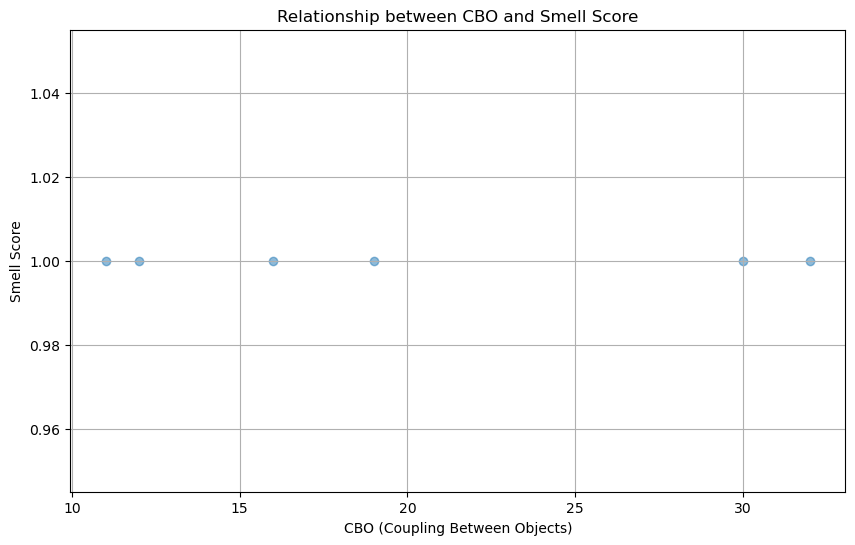 Relationship between CBO and Smell Score
1.04
1.02
1.00
0.98
0.96
Smell Score
10 15 20 25 30
CBO (Coupling Between Objects)